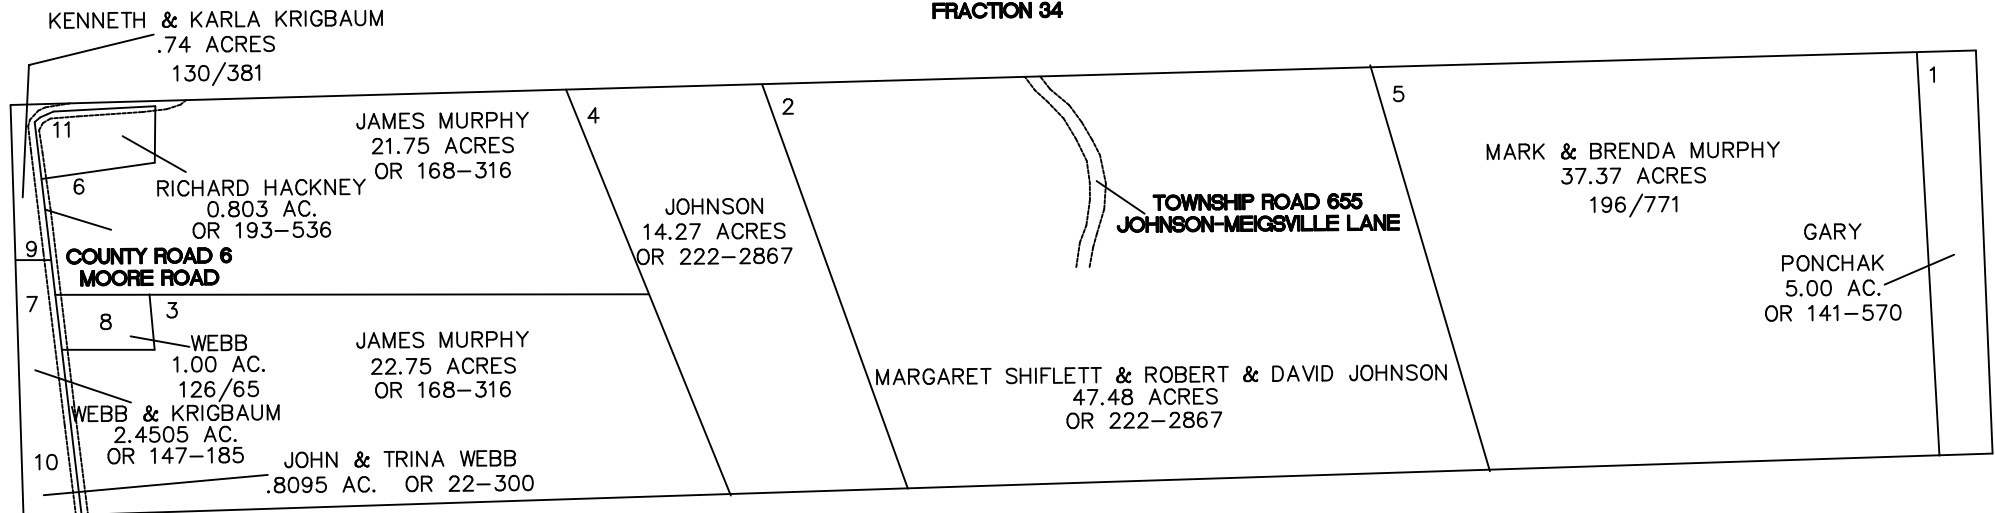 FRACTION 34
KENNETH & KARLA KRIGBAUM
.74 ACRES
130/381
11
JAMES MURPHY
21.75 ACRES
OR 168-316
4
2
5
1
6
RICHARD HACKNEY
0.803 AC.
OR 193-536
JOHNSON
14.27 ACRES
OR 222-2867
TOWNSHIP ROAD 655
JOHNSON-MEIGSVILLE LANE
MARK & BRENDA MURPHY
37.37 ACRES
196/771
GARY
PONCHAK
5.00 AC.
OR 141-570
9
COUNTY ROAD 6
MOORE ROAD
7
8
3
WEBB
1.00 AC.
126/65
JAMES MURPHY
22.75 ACRES
OR 168-316
MARGARET SHIFLETT & ROBERT & DAVID JOHNSON
47.48 ACRES
OR 222-2867
WEBB & KRIGBAUM
2.4505 AC.
OR 147-185
10
JOHN & TRINA WEBB
.8095 AC. OR 22-300